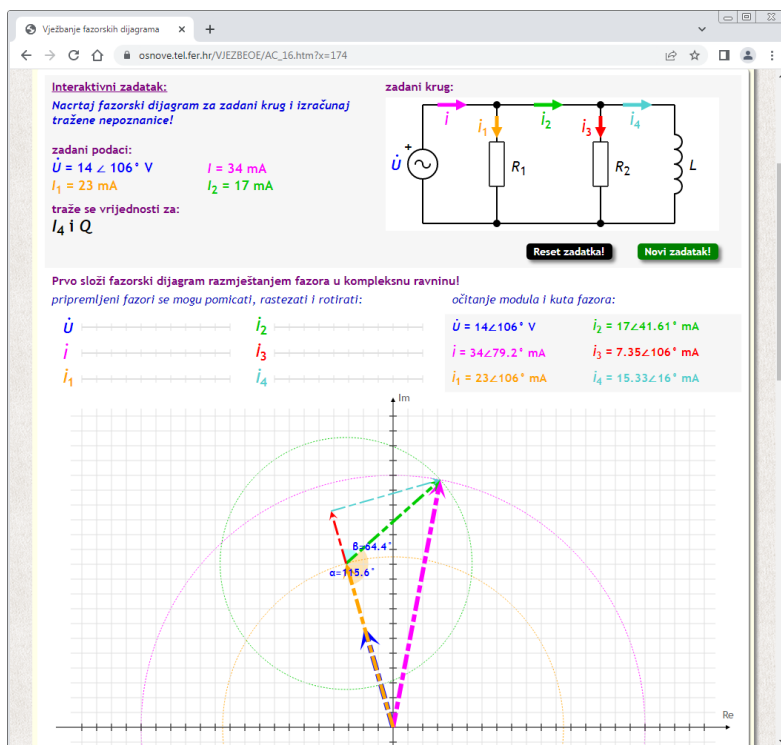 Vježbanje fazorskih dijagrama
osnove.tel.fer.hr/VJEZBEOE/AC_16.htm?x=174
Interaktivni zadatak:
Nacrtaj fazorski dijagram za zadani krug i izračunaj
tražene nepoznanice!
zadani podaci:
U̇ = 14 ∠ 106° V
I = 34 mA
I₁ = 23 mA
I₂ = 17 mA
traže se vrijednosti za:
I₄ i Q
zadani krug:
İ
İ₁
İ₂
İ₃
İ₄
+
U̇
R₁
R₂
L
Reset zadatka!
Novi zadatak!
Prvo složi fazorski dijagram razmještanjem fazora u kompleksnu ravninu!
pripremljeni fazori se mogu pomicati, rastezati i rotirati:
očitanje modula i kuta fazora:
U̇
İ₂
İ
İ₃
İ₁
İ₄
U̇ = 14∠106° V
İ₂ = 17∠41.61° mA
İ = 34∠79.2° mA
İ₃ = 7.35∠106° mA
İ₁ = 23∠106° mA
İ₄ = 15.33∠16° mA
Im
β=64.4°
α=115.6°
Re